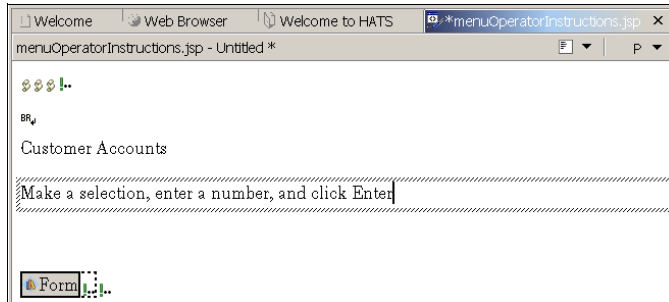 Welcome Web Browser Welcome to HATS *menuOperatorInstructions.jsp
menuOperatorInstructions.jsp - Untitled * P
BR
Customer Accounts
Make a selection, enter a number, and click Enter
Form